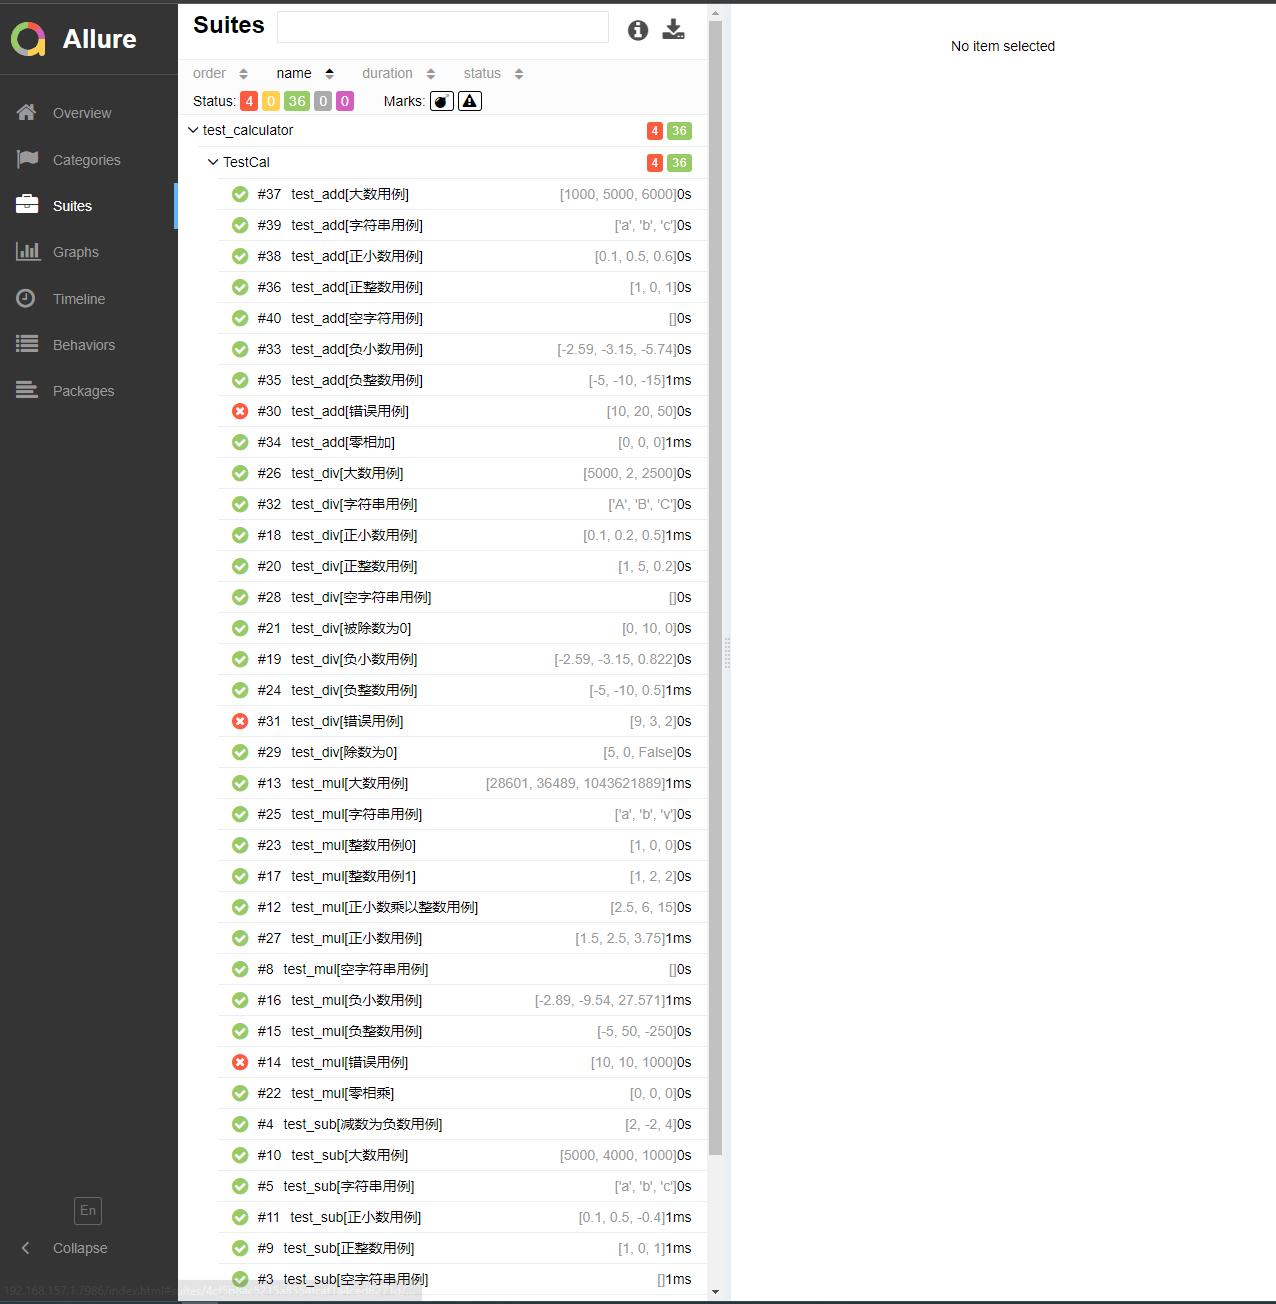 Allure
Overview
Categories
Suites
Graphs
Timeline
Behaviors
Packages
En
Collapse
Suites
order name duration status
Status: 4 0 36 0 0 Marks:
test_calculator 4 36
TestCal 4 36
#37 test_add[大数用例] [1000, 5000, 6000]0s
#39 test_add[字符串用例] ['a', 'b', 'c']0s
#38 test_add[正小数用例] [0.1, 0.5, 0.6]0s
#36 test_add[正整数用例] [1, 0, 1]0s
#40 test_add[空字符用例] []0s
#33 test_add[负小数用例] [-2.59, -3.15, -5.74]0s
#35 test_add[负整数用例] [-5, -10, -15]1ms
#30 test_add[错误用例] [10, 20, 50]0s
#34 test_add[零相加] [0, 0, 0]1ms
#26 test_div[大数用例] [5000, 2, 2500]0s
#32 test_div[字符串用例] ['A', 'B', 'C']0s
#18 test_div[正小数用例] [0.1, 0.2, 0.5]1ms
#20 test_div[正整数用例] [1, 5, 0.2]0s
#28 test_div[空字符串用例] []0s
#21 test_div[被除数为0] [0, 10, 0]0s
#19 test_div[负小数用例] [-2.59, -3.15, 0.822]0s
#24 test_div[负整数用例] [-5, -10, 0.5]1ms
#31 test_div[错误用例] [9, 3, 2]0s
#29 test_div[除数为0] [5, 0, False]0s
#13 test_mul[大数用例] [28601, 36489, 1043621889]1ms
#25 test_mul[字符串用例] ['a', 'b', 'v']0s
#23 test_mul[整数用例0] [1, 0, 0]0s
#17 test_mul[整数用例1] [1, 2, 2]0s
#12 test_mul[正小数乘以整数用例] [2.5, 6, 15]0s
#27 test_mul[正小数用例] [1.5, 2.5, 3.75]1ms
#8 test_mul[空字符串用例] []0s
#16 test_mul[负小数用例] [-2.89, -9.54, 27.571]1ms
#15 test_mul[负整数用例] [-5, 50, -250]0s
#14 test_mul[错误用例] [10, 10, 1000]0s
#22 test_mul[零相乘] [0, 0, 0]0s
#4 test_sub[减数为负数用例] [2, -2, 4]0s
#10 test_sub[大数用例] [5000, 4000, 1000]0s
#5 test_sub[字符串用例] ['a', 'b', 'c']0s
#11 test_sub[正小数用例] [0.1, 0.5, -0.4]1ms
#9 test_sub[正整数用例] [1, 0, 1]1ms
#3 test_sub[空字符串用例] []1ms
No item selected